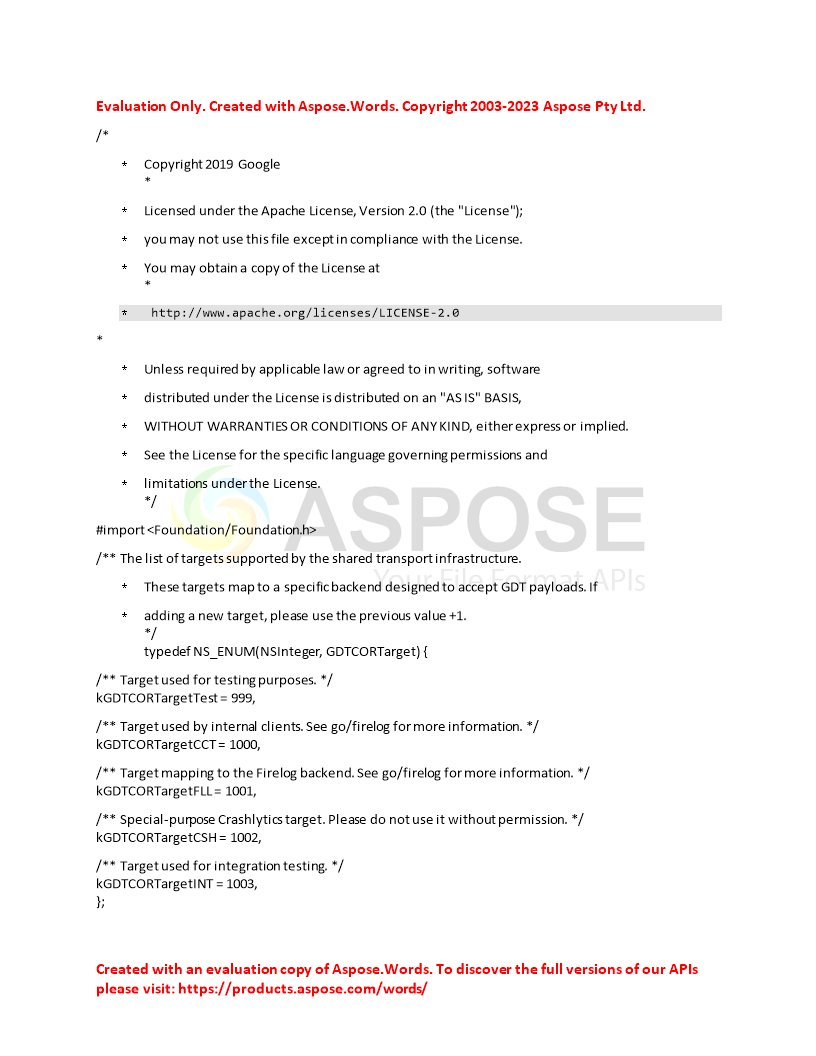 Evaluation Only. Created with Aspose.Words. Copyright 2003-2023 Aspose Pty Ltd.
/*
* Copyright 2019 Google
*
* Licensed under the Apache License, Version 2.0 (the "License");
* you may not use this file except in compliance with the License.
* You may obtain a copy of the License at
*
* http://www.apache.org/licenses/LICENSE-2.0
*
* Unless required by applicable law or agreed to in writing, software
* distributed under the License is distributed on an "AS IS" BASIS,
* WITHOUT WARRANTIES OR CONDITIONS OF ANY KIND, either express or implied.
* See the License for the specific language governing permissions and
* limitations under the License.
*/
ASPOSE
#import <Foundation/Foundation.h>
/** The list of targets supported by the shared transport infrastructure.
Your File Format APIs
* These targets map to a specific backend designed to accept GDT payloads. If
* adding a new target, please use the previous value +1.
*/
typedef NS_ENUM(NSInteger, GDTCORTarget) {
/** Target used for testing purposes. */
kGDTCORTargetTest = 999,
/** Target used by internal clients. See go/firelog for more information. */
kGDTCORTargetCCT = 1000,
/** Target mapping to the Firelog backend. See go/firelog for more information. */
kGDTCORTargetFLL = 1001,
/** Special-purpose Crashlytics target. Please do not use it without permission. */
kGDTCORTargetCSH = 1002,
/** Target used for integration testing. */
kGDTCORTargetINT = 1003,
};
Created with an evaluation copy of Aspose.Words. To discover the full versions of our APIs
please visit: https://products.aspose.com/words/